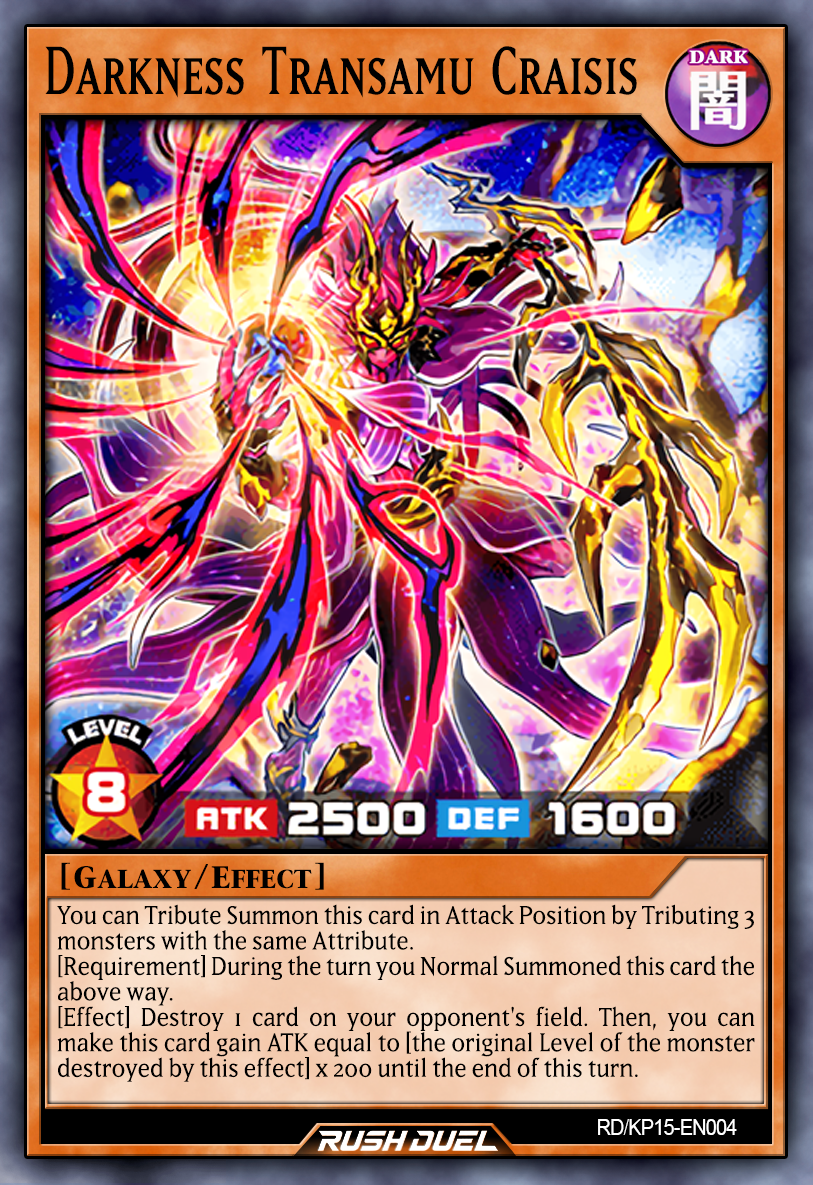 Darkness Transamu Craisis
DARK
闇
LEVEL
8
ATK 2500 DEF 1600
[Galaxy/Effect]
You can Tribute Summon this card in Attack Position by Tributing 3
monsters with the same Attribute.
[Requirement] During the turn you Normal Summoned this card the
above way.
[Effect] Destroy 1 card on your opponent's field. Then, you can
make this card gain ATK equal to [the original Level of the monster
destroyed by this effect] x 200 until the end of this turn.
RD/KP15-EN004
RUSH DUEL